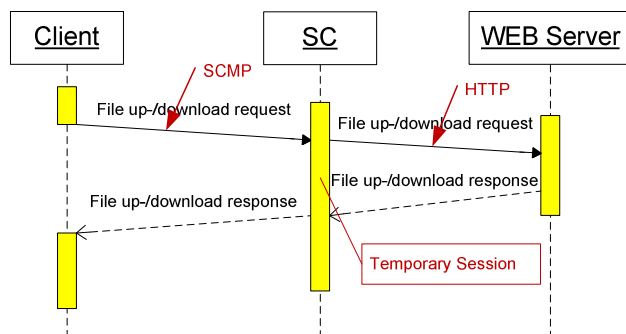 Client
SC
WEB Server
SCMP
HTTP
File up-/download request
File up-/download request
File up-/download response
File up-/download response
Temporary Session